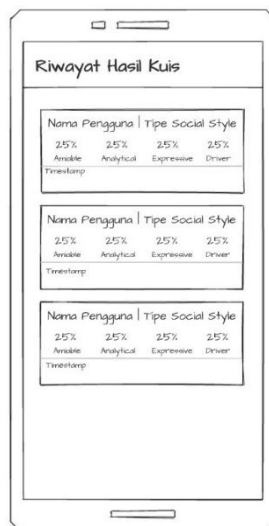 Riwayat Hasil Kuis
Nama Pengguna | Tipe Social Style
25% 25% 25% 25%
Amiable Analytical Expressive Driver
Timestamp
Nama Pengguna | Tipe Social Style
25% 25% 25% 25%
Amiable Analytical Expressive Driver
Timestamp
Nama Pengguna | Tipe Social Style
25% 25% 25% 25%
Amiable Analytical Expressive Driver
Timestamp